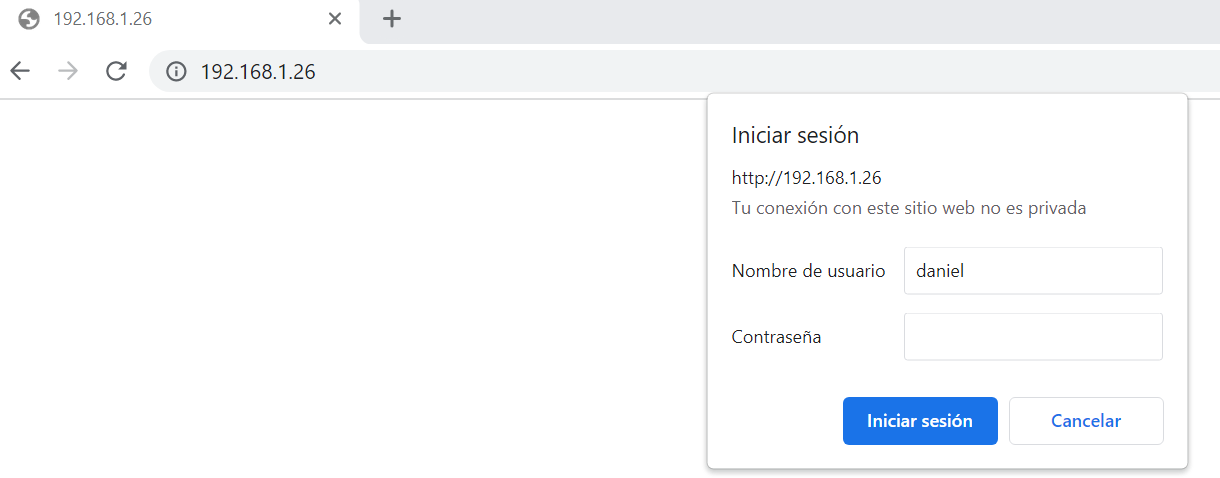 192.168.1.26
192.168.1.26
Iniciar sesión
http://192.168.1.26
Tu conexión con este sitio web no es privada
Nombre de usuario daniel
Contraseña
Iniciar sesión Cancelar